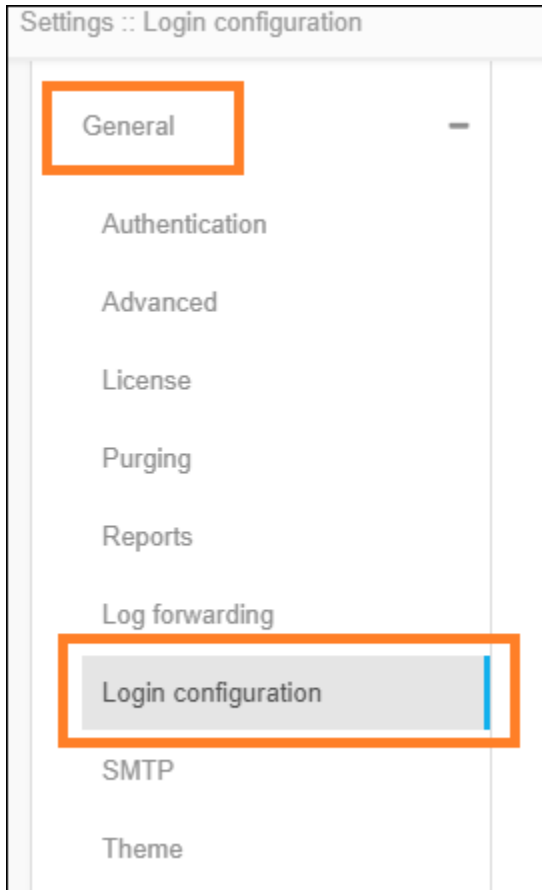 Settings :: Login configuration
General
Authentication
Advanced
License
Purging
Reports
Log forwarding
Login configuration
SMTP
Theme